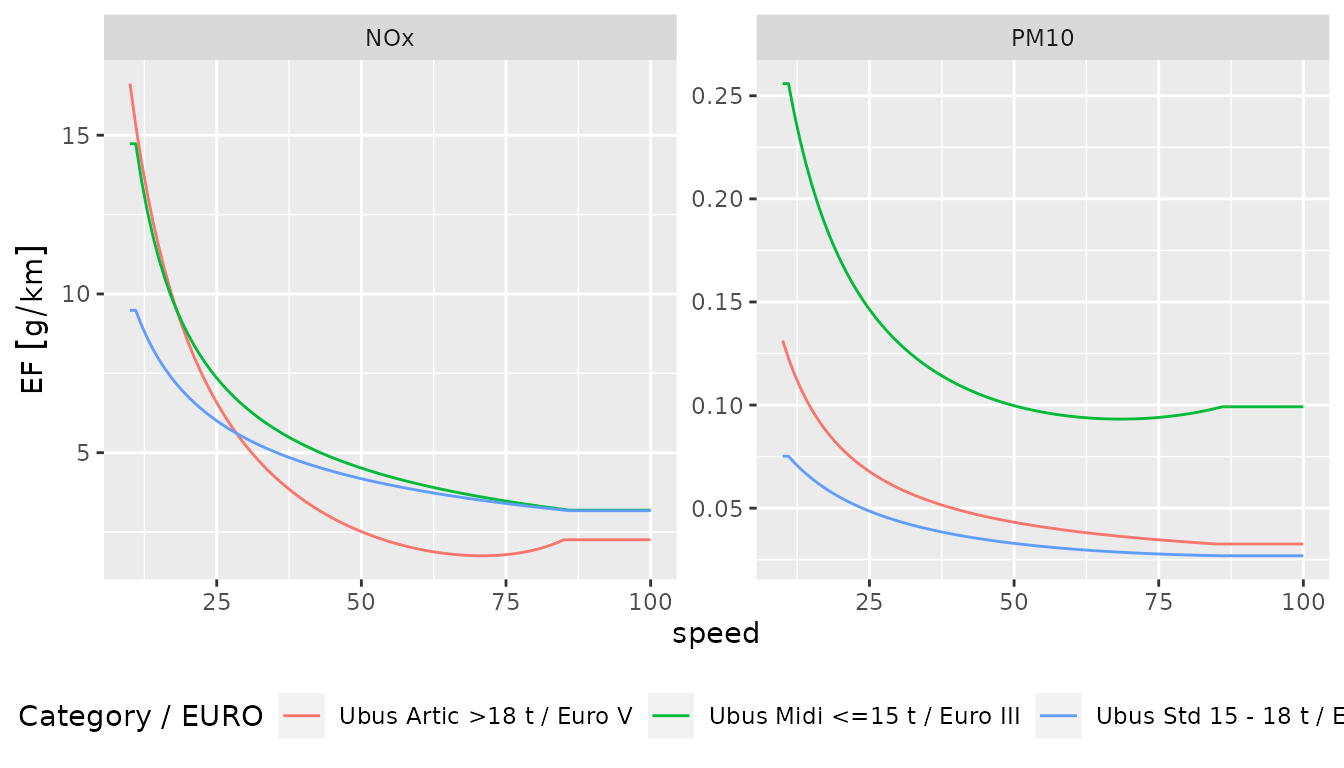 NOx PM10
15
10
5
0.25
0.20
0.15
0.10
0.05
EF [g/km]
25 50 75 100 25 50 75 100
speed
Category / EURO Ubus Artic >18 t / Euro V Ubus Midi <=15 t / Euro III Ubus Std 15 - 18 t / E